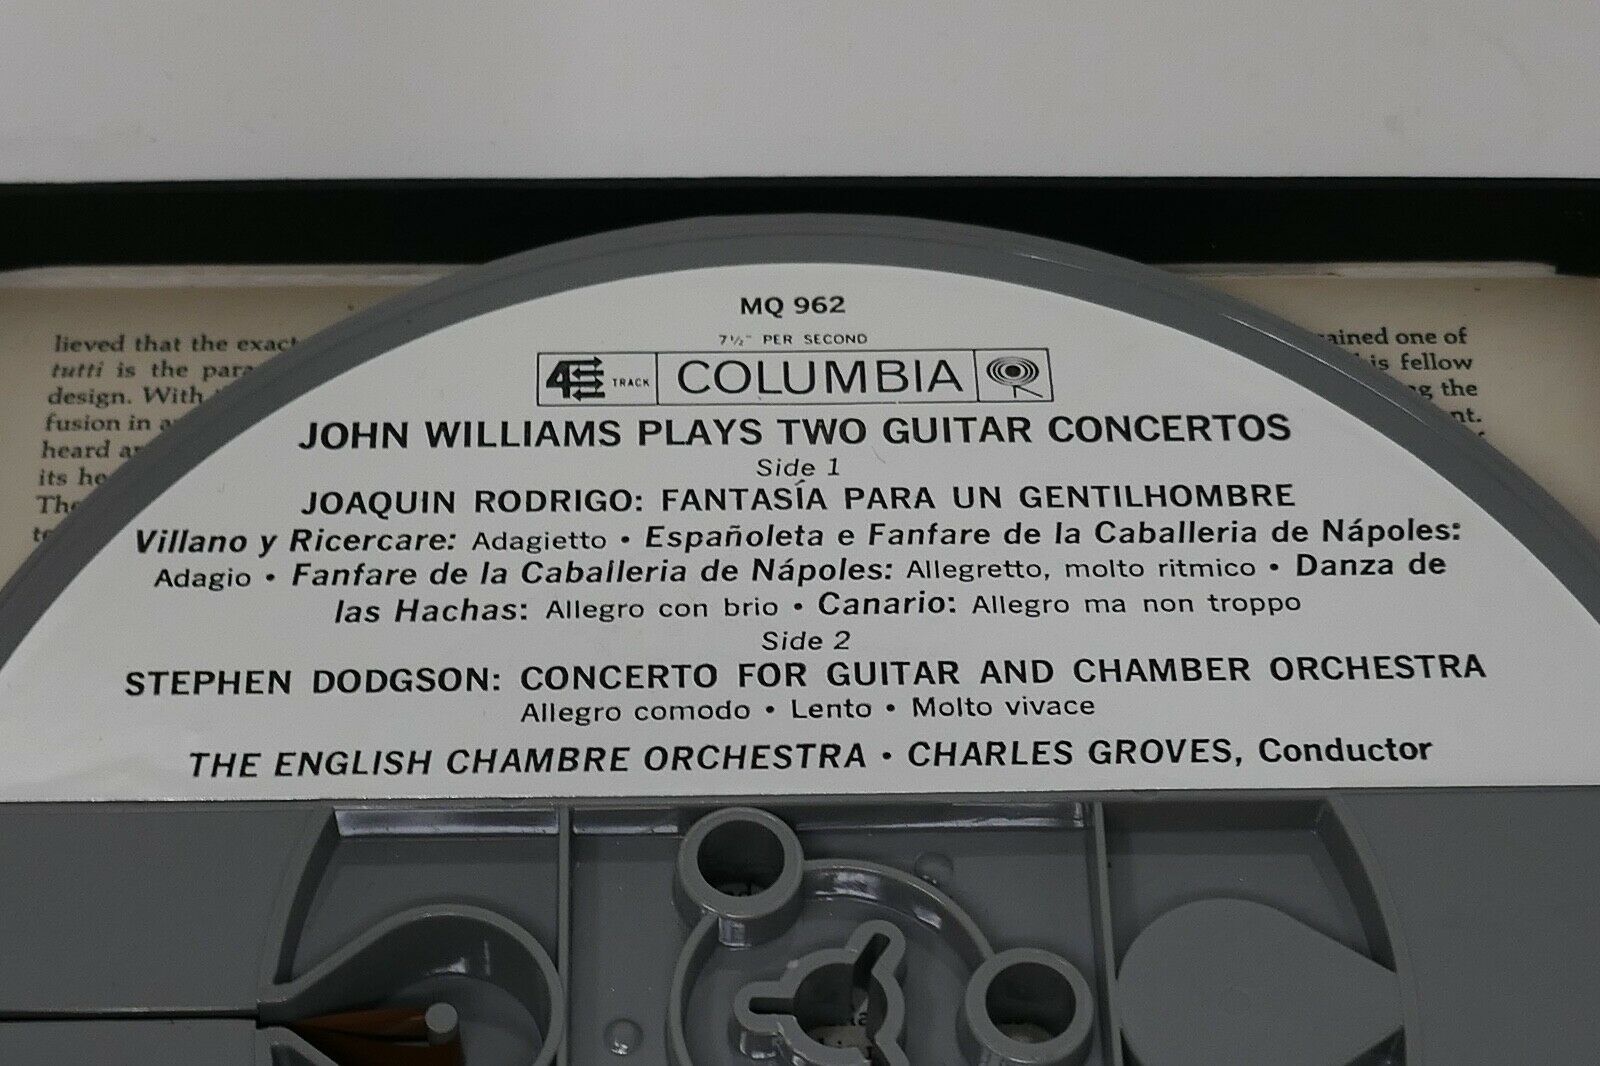 MQ 962
7½" PER SECOND
4 TRACK COLUMBIA
JOHN WILLIAMS PLAYS TWO GUITAR CONCERTOS
Side 1
JOAQUIN RODRIGO: FANTASÍA PARA UN GENTILHOMBRE
Villano y Ricercare: Adagietto • Españoleta e Fanfare de la Caballeria de Nápoles:
Adagio • Fanfare de la Caballeria de Nápoles: Allegretto, molto ritmico • Danza de
las Hachas: Allegro con brio • Canario: Allegro ma non troppo
Side 2
STEPHEN DODGSON: CONCERTO FOR GUITAR AND CHAMBER ORCHESTRA
Allegro comodo • Lento • Molto vivace
THE ENGLISH CHAMBRE ORCHESTRA • CHARLES GROVES, Conductor
lieved that the exact
tutti is the
design. With
fusion in
heard
its
one of
fellow
the